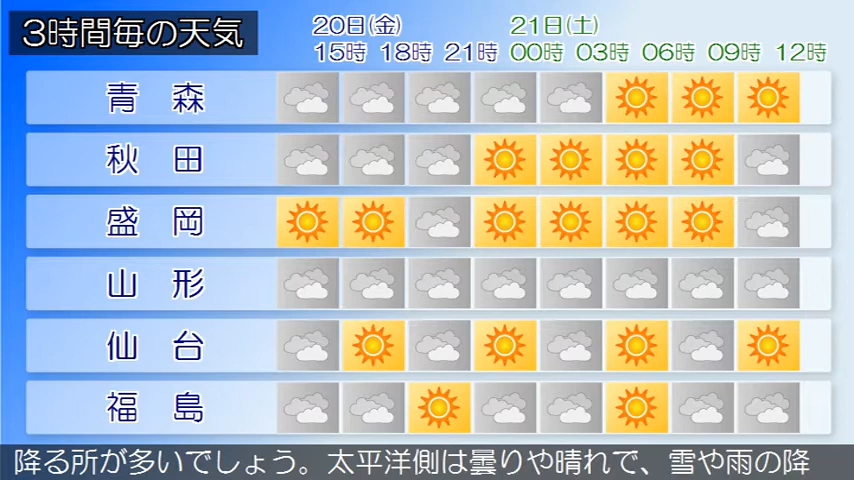 3時間毎の天気
20日(金) 21日(土)
15時 18時 21時 00時 03時 06時 09時 12時
青森
秋田
盛岡
山形
仙台
福島
降る所が多いでしょう。太平洋側は曇りや晴れで、雪や雨の降